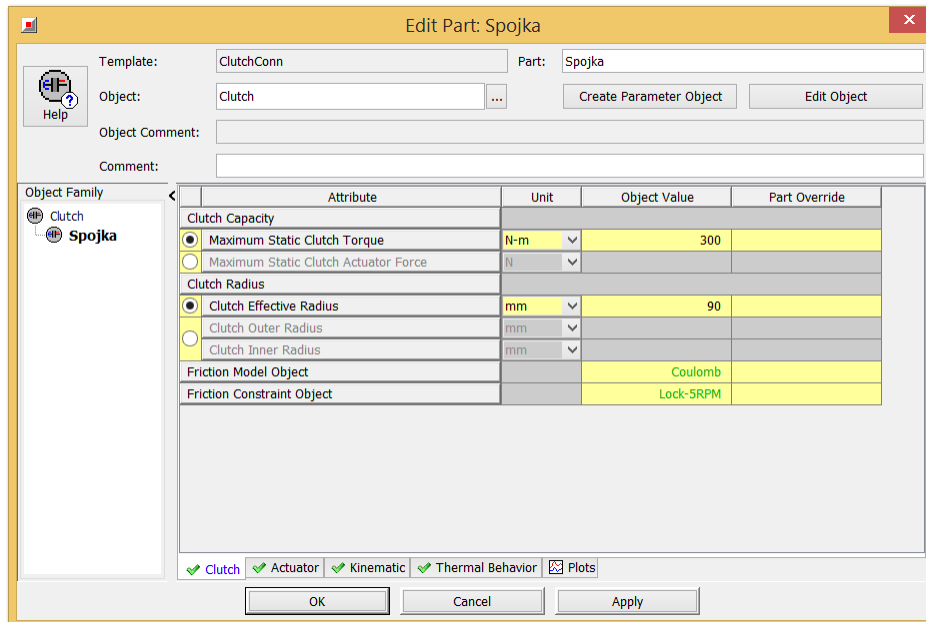 Edit Part: Spojka
Template: ClutchConn Part: Spojka
Help
Object: Clutch ... Create Parameter Object Edit Object
Object Comment:
Comment:
Object Family
Clutch
Spojka
Attribute Unit Object Value Part Override
Clutch Capacity
Maximum Static Clutch Torque N-m 300
Maximum Static Clutch Actuator Force N
Clutch Radius
Clutch Effective Radius mm 90
Clutch Outer Radius mm
Clutch Inner Radius mm
Friction Model Object Coulomb
Friction Constraint Object Lock-5RPM
Clutch Actuator Kinematic Thermal Behavior Plots
OK Cancel Apply